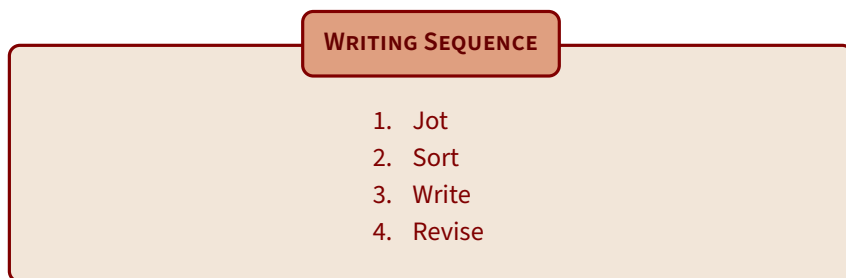 Writing Sequence
1. Jot
2. Sort
3. Write
4. Revise